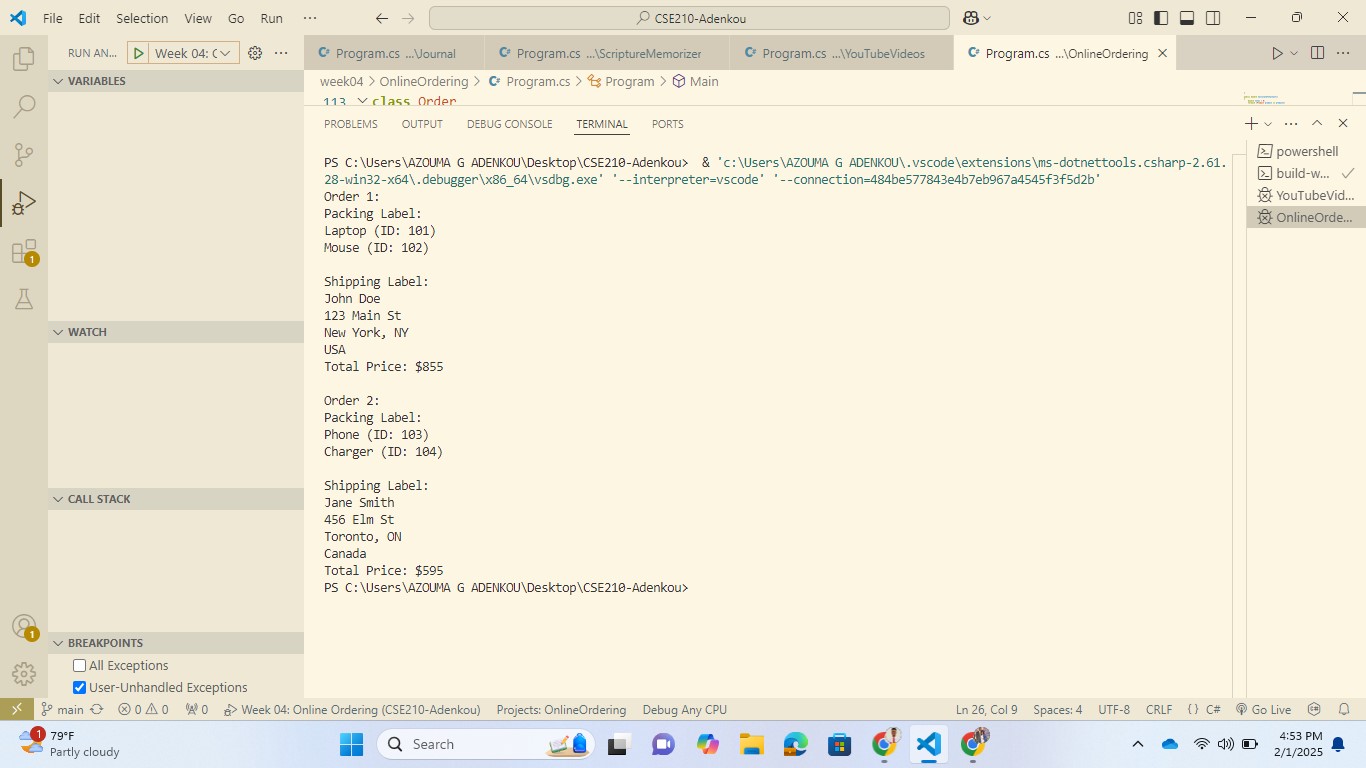 File Edit Selection View Go Run ··· CSE210-Adenkou
RUN AN... Week 04: C ···
Program.cs ...\Journal Program.cs ...\ScriptureMemorizer Program.cs ...\YouTubeVideos Program.cs ...\OnlineOrdering
VARIABLES
week04 > OnlineOrdering > Program.cs > Program > Main
113 class Order
PROBLEMS OUTPUT DEBUG CONSOLE TERMINAL PORTS
PS C:\Users\AZOUMA G ADENKOU\Desktop\CSE210-Adenkou>  & 'c:\Users\AZOUMA G ADENKOU\.vscode\extensions\ms-dotnettools.csharp-2.61.
28-win32-x64\.debugger\x86_64\vsdbg.exe' '--interpreter=vscode' '--connection=484be577843e4b7eb967a4545f3f5d2b'
Order 1:
Packing Label:
Laptop (ID: 101)
Mouse (ID: 102)
Shipping Label:
John Doe
123 Main St
New York, NY
USA
Total Price: $855
Order 2:
Packing Label:
Phone (ID: 103)
Charger (ID: 104)
Shipping Label:
Jane Smith
456 Elm St
Toronto, ON
Canada
Total Price: $595
PS C:\Users\AZOUMA G ADENKOU\Desktop\CSE210-Adenkou>
powershell
build-w...
YouTubeVid...
OnlineOrde...
WATCH
CALL STACK
BREAKPOINTS
All Exceptions
User-Unhandled Exceptions
1
1
main 0 0 0 Week 04: Online Ordering (CSE210-Adenkou) Projects: OnlineOrdering Debug Any CPU Ln 26, Col 9 Spaces: 4 UTF-8 CRLF {} C# Go Live
1
79°F
Partly cloudy
Search
4:53 PM
2/1/2025